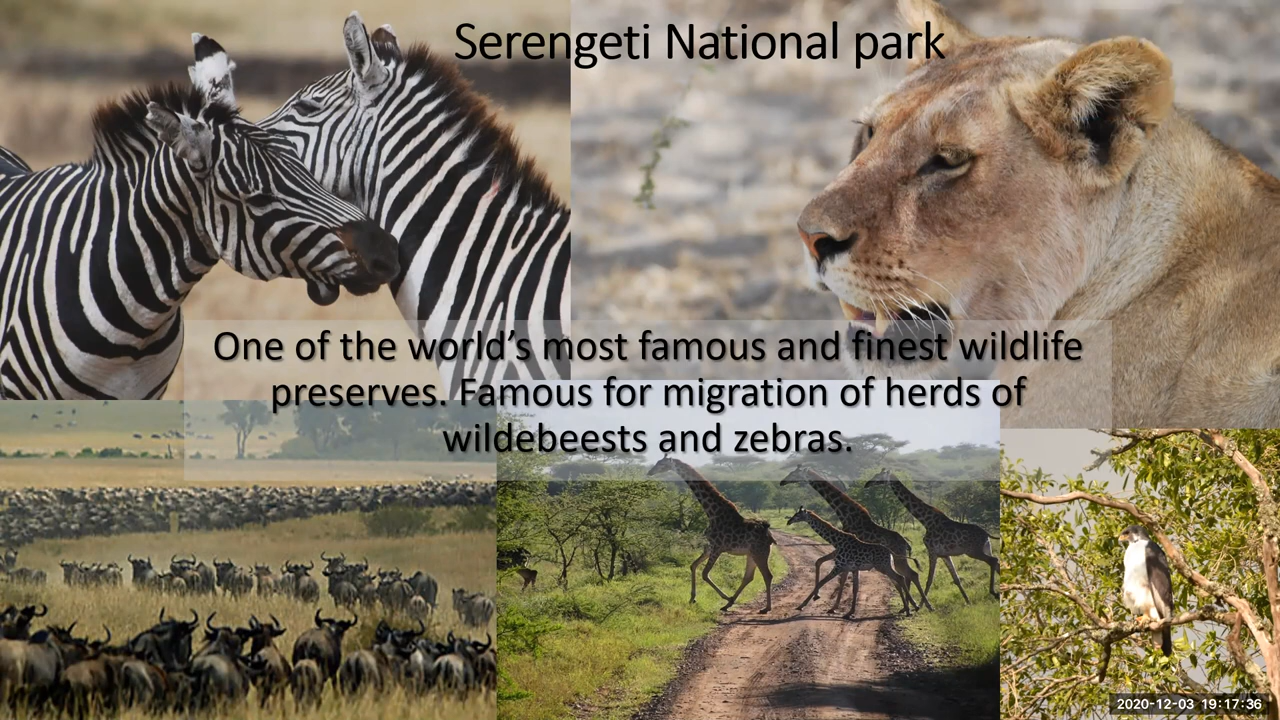 Serengeti National park
One of the world’s most famous and finest wildlife
preserves. Famous for migration of herds of
wildebeests and zebras.
2020-12-03 19:17:36